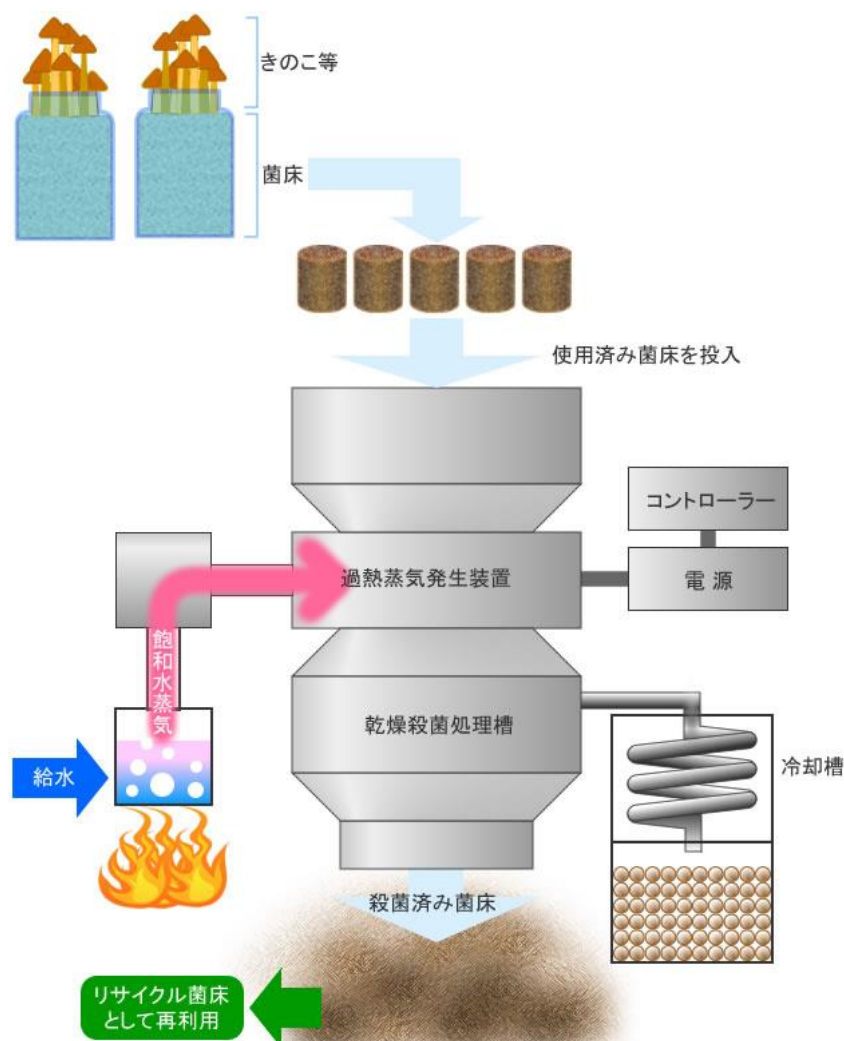 きのこ等
菌床
使用済み菌床を投入
コントローラー
過熱蒸気発生装置
電源
飽和水蒸気
乾燥殺菌処理槽
冷却槽
給水
殺菌済み菌床
リサイクル菌床
として再利用